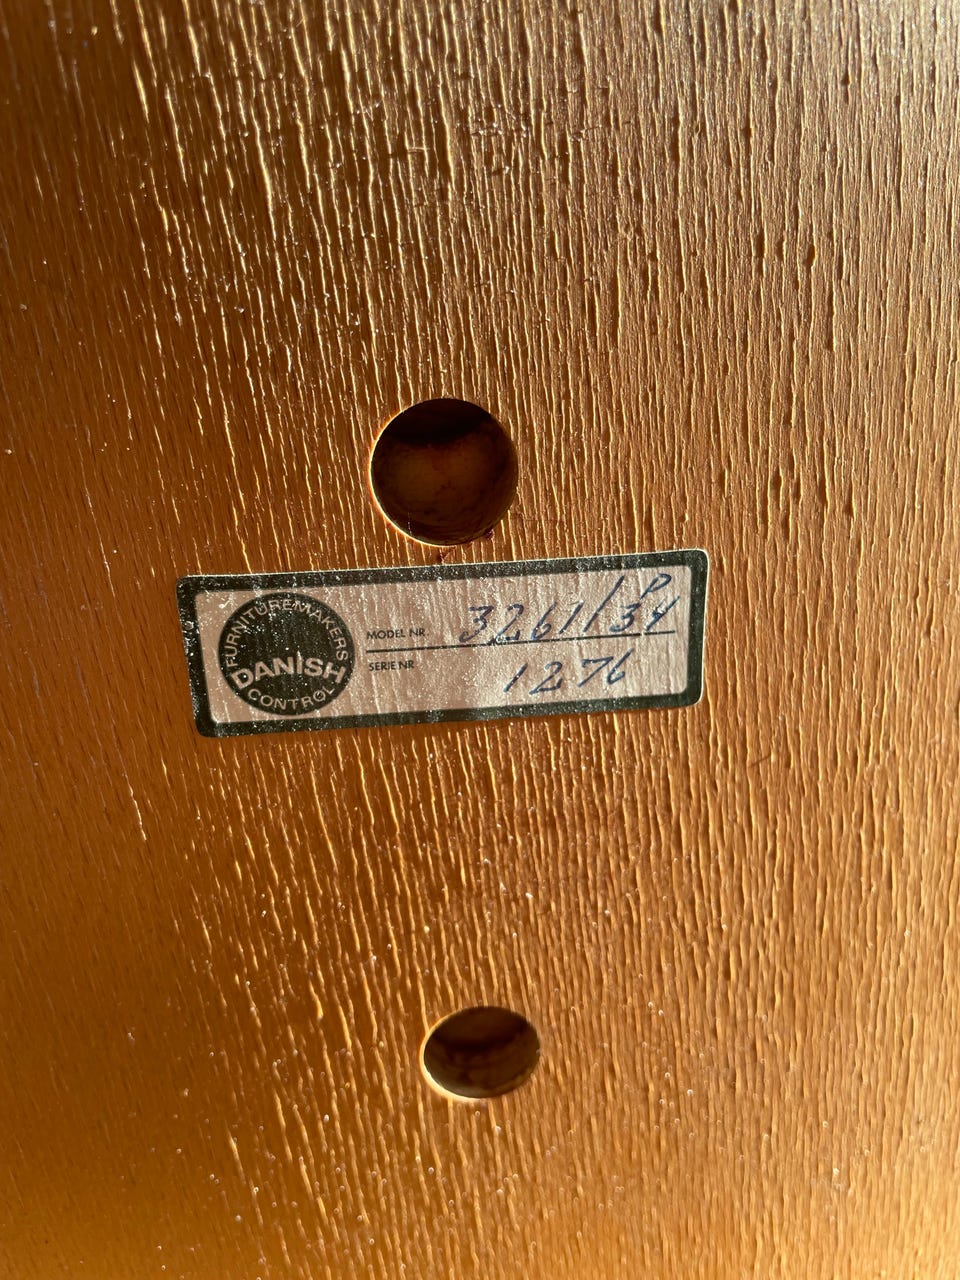 FURNITUREMAKERS
DANISH
CONTROL
MODEL NR. 3261/34 P
SERIE NR. 1276